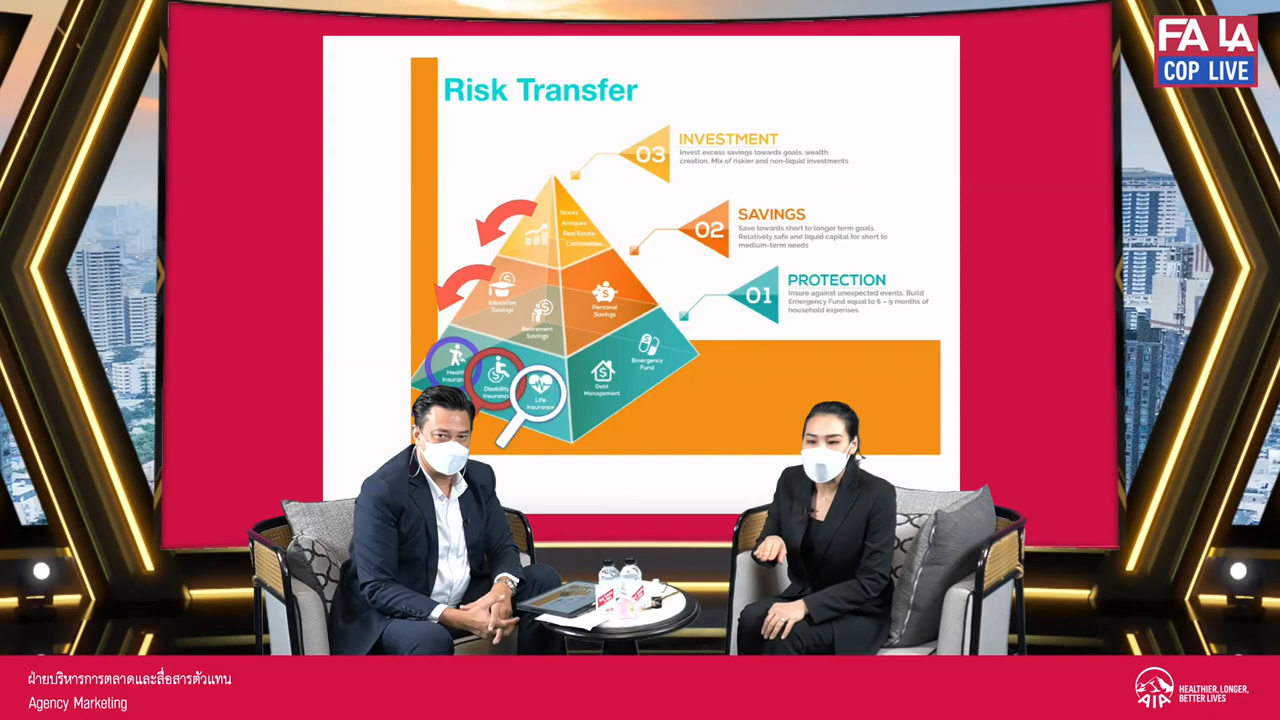 FA LA
COP LIVE
Risk Transfer
03
INVESTMENT
Invest excess savings towards goals, wealth
creation. Mix of riskier and non-liquid investments
02
SAVINGS
Save towards short to longer term goals.
Relatively safe and liquid capital for short to
medium-term needs
01
PROTECTION
Insure against unexpected events. Build
Emergency Fund equal to 6 – 9 months of
household expenses.
Stocks
Antiques
Real Estate
Commodities
Education
Savings
Retirement
Savings
Personal
Savings
Health
Insurance
Disability
Insurance
Life
Insurance
Debt
Management
Emergency
Fund
ฝ่ายบริหารการตลาดและสื่อสารตัวแทน
Agency Marketing
AIA
HEALTHIER, LONGER,
BETTER LIVES